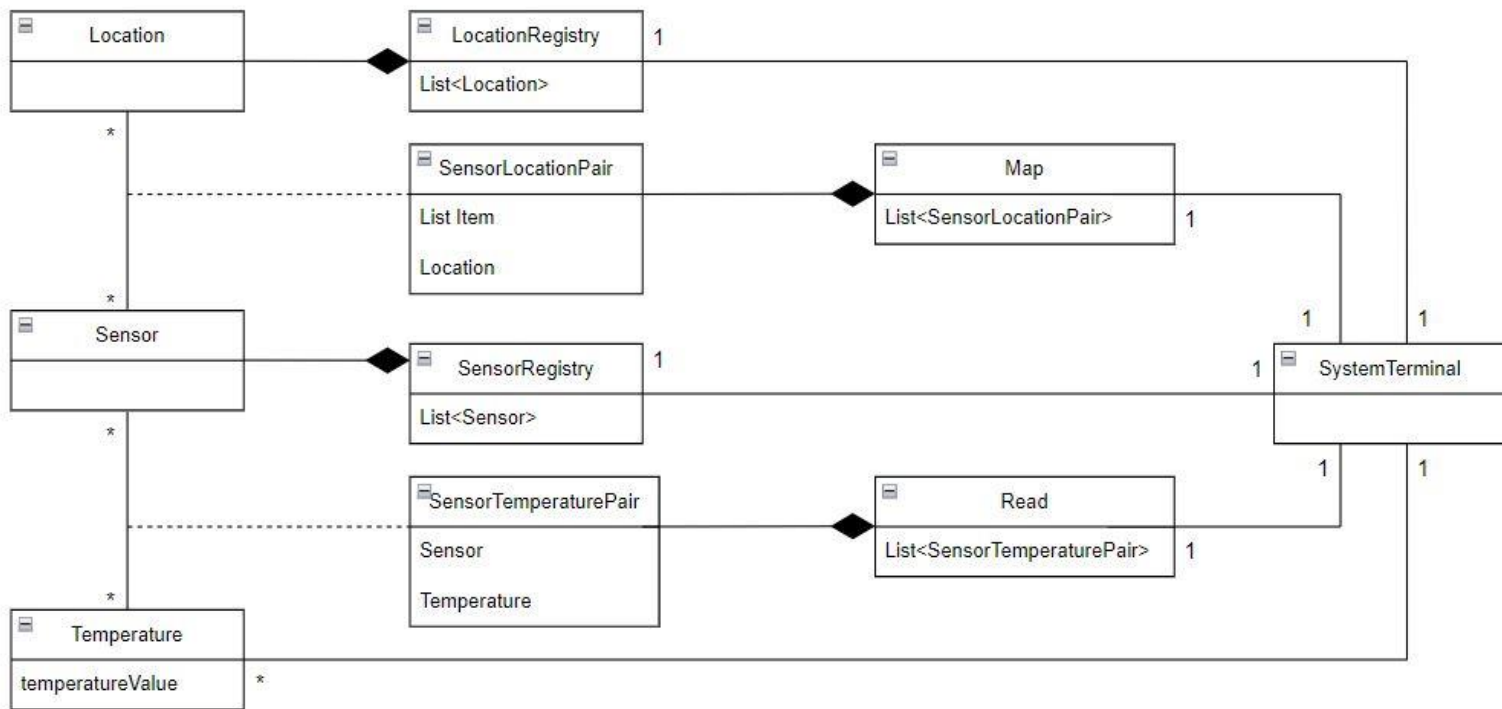 Location
LocationRegistry
1
List<Location>
*
SensorLocationPair
Map
List Item
List<SensorLocationPair>
1
Location
*
1
1
Sensor
SensorRegistry
1
1
SystemTerminal
List<Sensor>
*
1
1
SensorTemperaturePair
Read
Sensor
List<SensorTemperaturePair>
1
*
Temperature
Temperature
temperatureValue
*